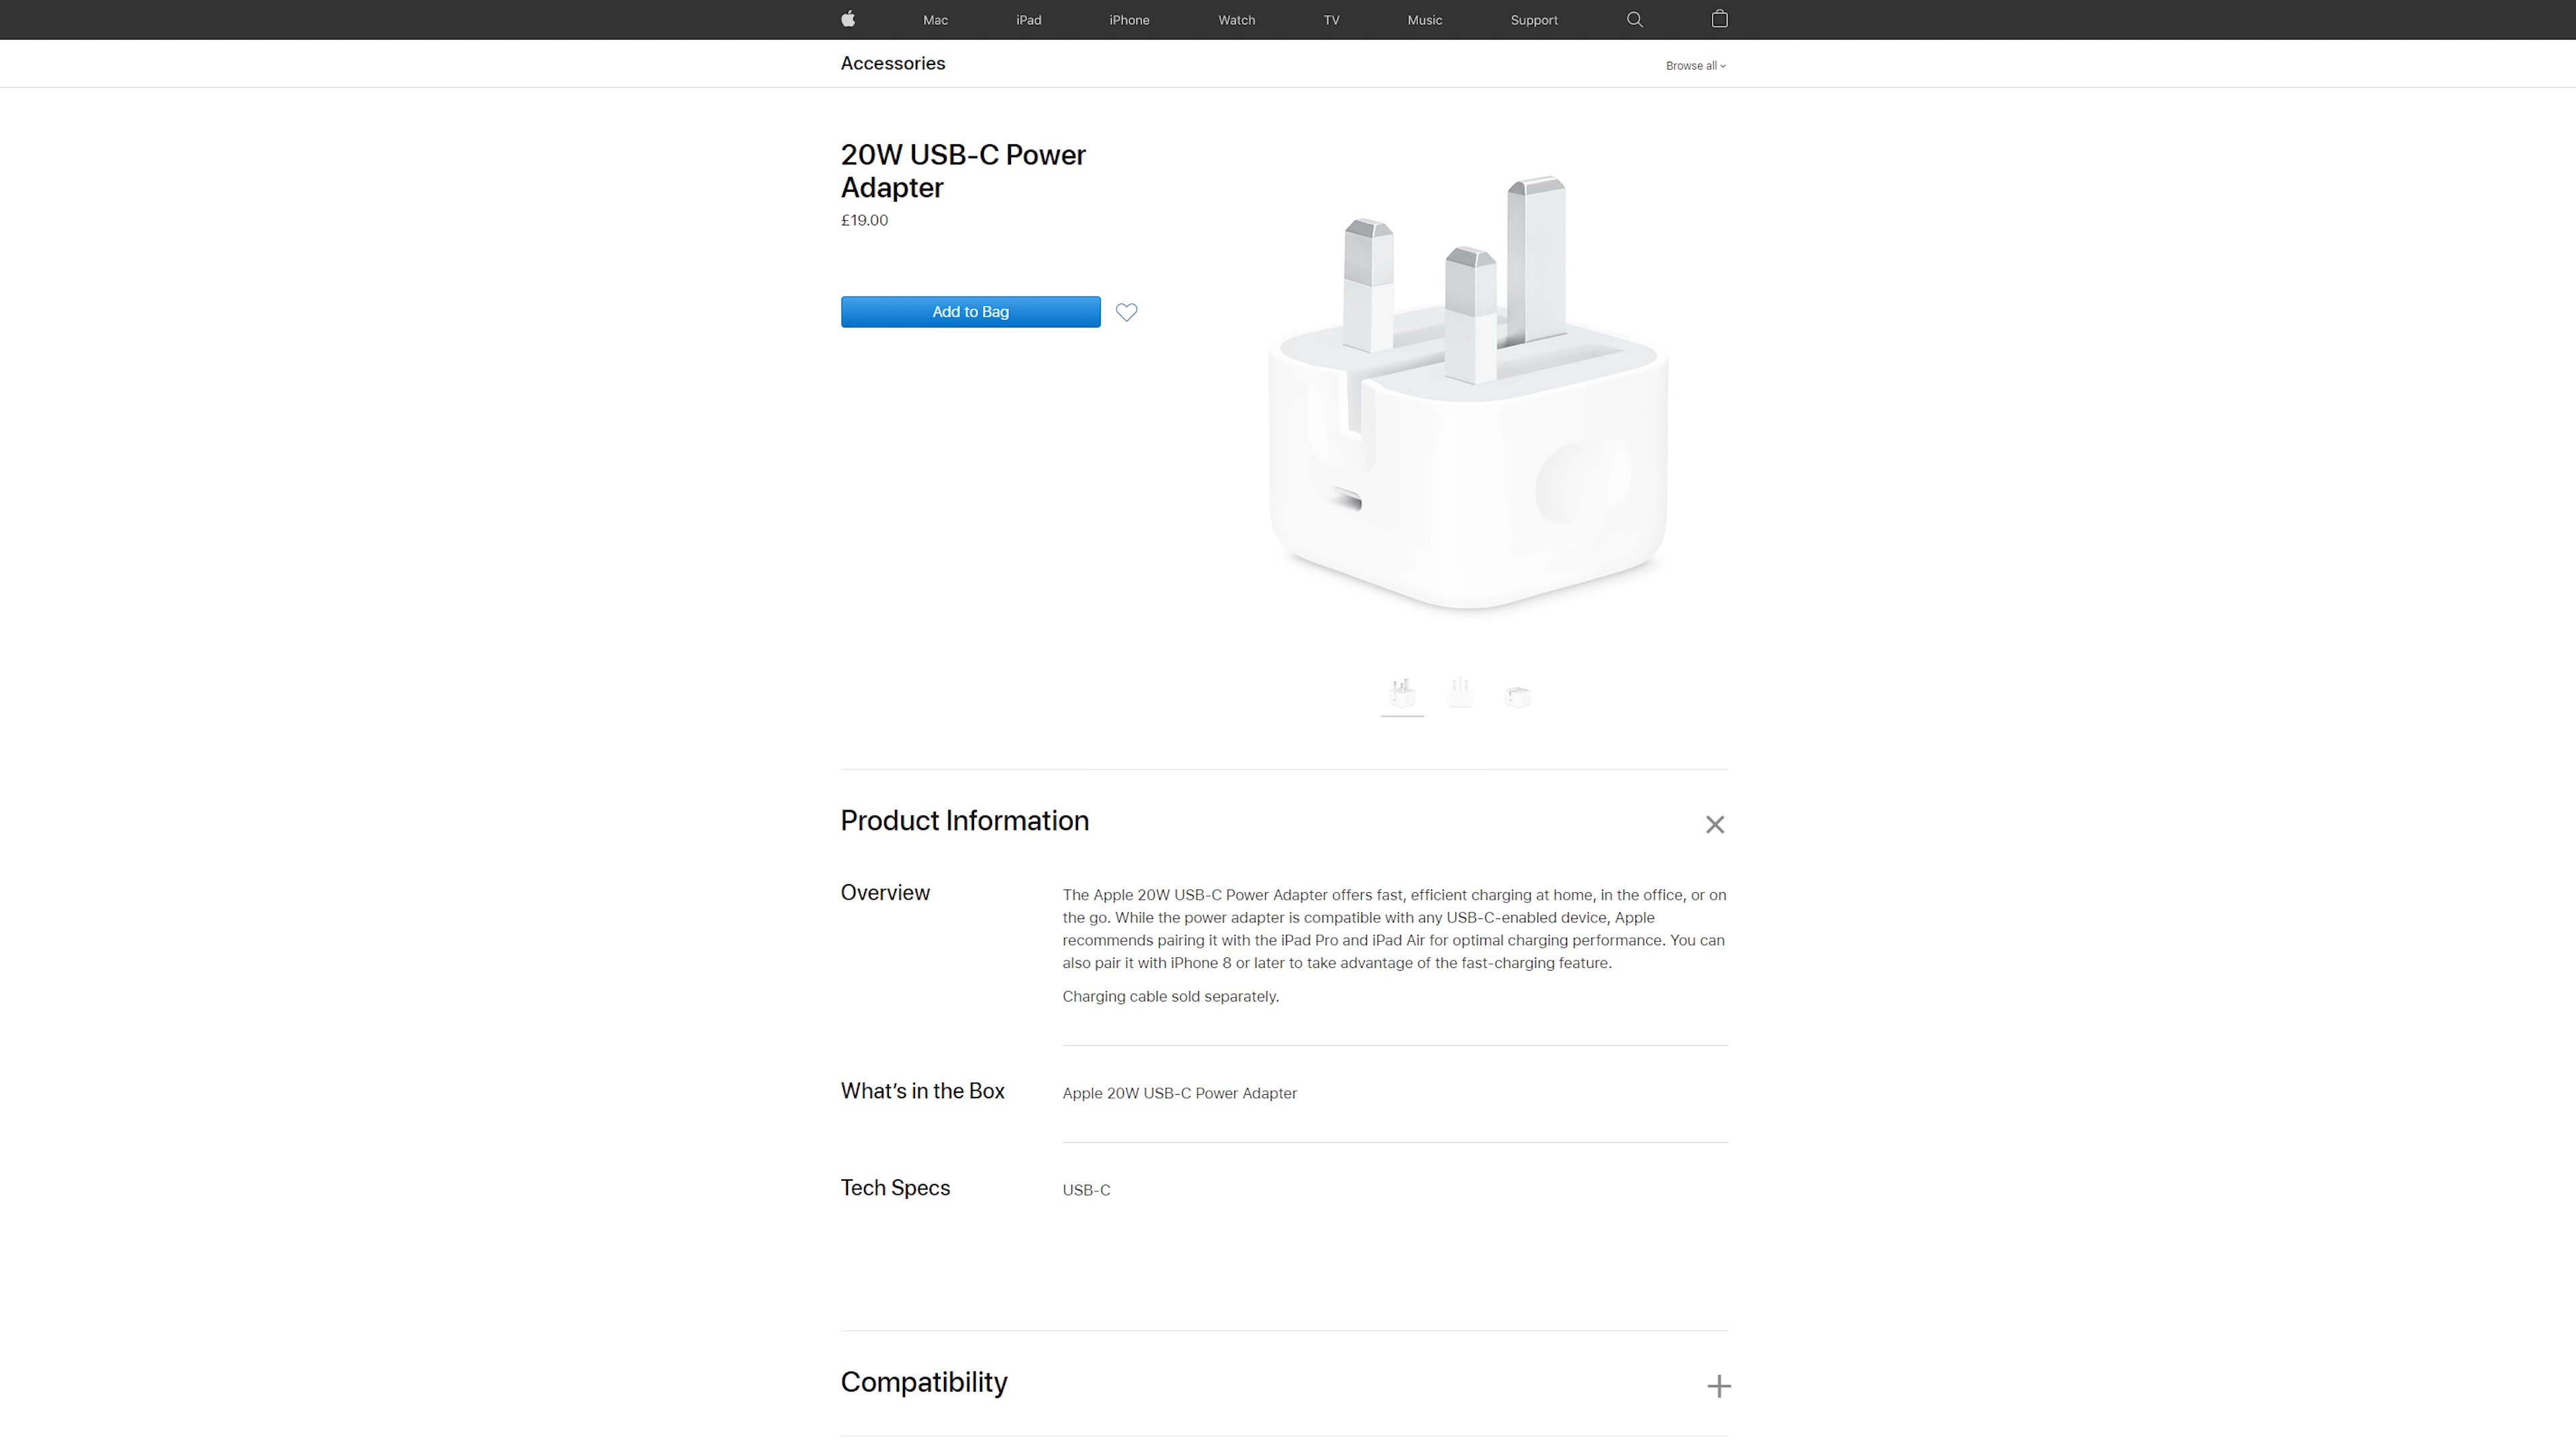 Mac iPad iPhone Watch TV Music Support
Accessories
Browse all
20W USB-C Power
Adapter
£19.00
Add to Bag
Product Information
Overview
The Apple 20W USB-C Power Adapter offers fast, efficient charging at home, in the office, or on
the go. While the power adapter is compatible with any USB-C-enabled device, Apple
recommends pairing it with the iPad Pro and iPad Air for optimal charging performance. You can
also pair it with iPhone 8 or later to take advantage of the fast-charging feature.
Charging cable sold separately.
What's in the Box
Apple 20W USB-C Power Adapter
Tech Specs
USB-C
Compatibility